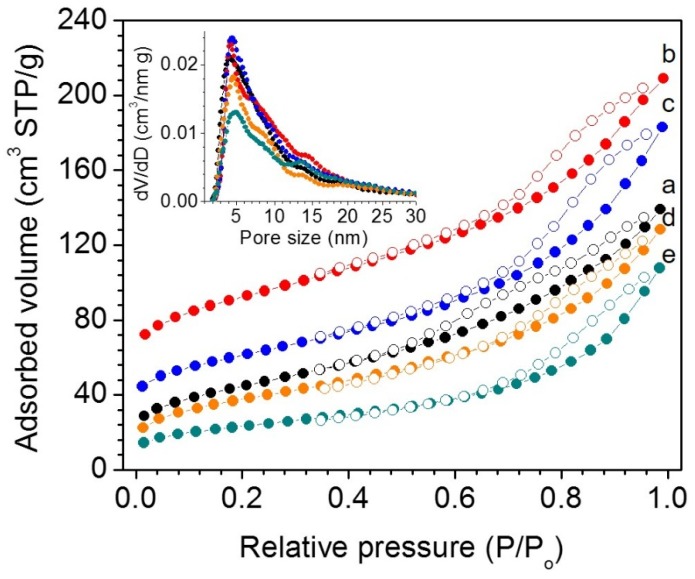 240
200
160
120
80
40
0
Adsorbed volume (cm³ STP/g)
0.02
0.01
0.00
dV/dD (cm³/nm g)
5 10 15 20 25 30
Pore size (nm)
b
c
a
d
e
0.0 0.2 0.4 0.6 0.8 1.0
Relative pressure (P/Pₒ)